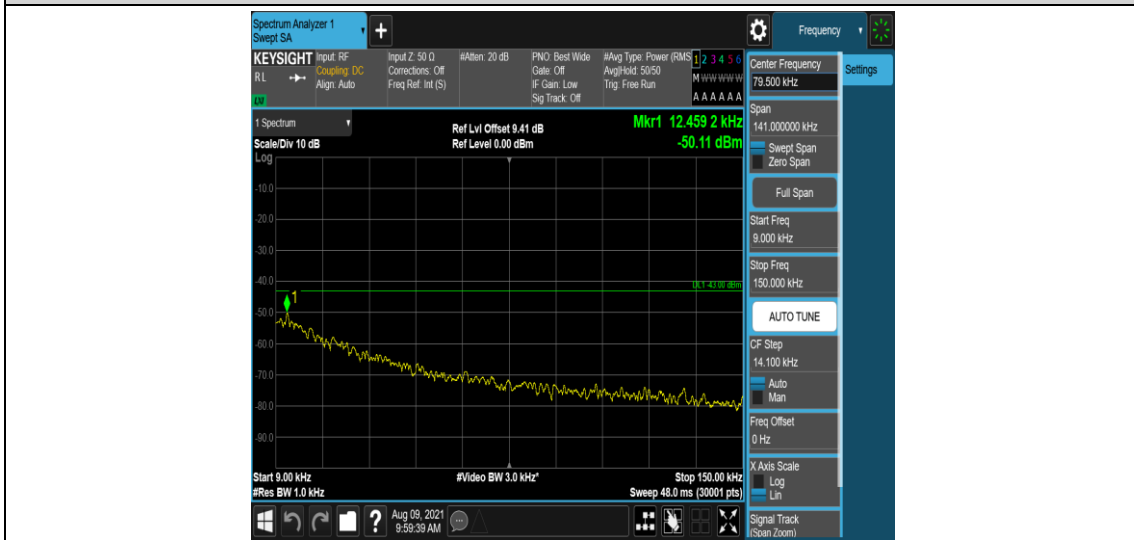 Spectrum Analyzer 1
Swept SA
+
Frequency
KEYSIGHT
RL
LXI
Input: RF
Coupling: DC
Align: Auto
Input Z: 50 Ω
Corrections: Off
Freq Ref: Int (S)
#Atten: 20 dB
PNO: Best Wide
Gate: Off
IF Gain: Low
Sig Track: Off
#Avg Type: Power (RMS
Avg|Hold: 50/50
Trig: Free Run
1 2 3 4 5 6
M W W W W W
A A A A A A
1 Spectrum
Scale/Div 10 dB
Log
Ref Lvl Offset 9.41 dB
Ref Level 0.00 dBm
Mkr1 12.459 2 kHz
-50.11 dBm
-10.0
-20.0
-30.0
-40.0
DL1 -43.00 dBm
1
-50.0
-60.0
-70.0
-80.0
-90.0
Start 9.00 kHz
#Res BW 1.0 kHz
#Video BW 3.0 kHz*
Stop 150.00 kHz
Sweep 48.0 ms (30001 pts)
?
Aug 09, 2021
9:59:39 AM
Center Frequency
79.500 kHz
Settings
Span
141.000000 kHz
Swept Span
Zero Span
Full Span
Start Freq
9.000 kHz
Stop Freq
150.000 kHz
AUTO TUNE
CF Step
14.100 kHz
Auto
Man
Freq Offset
0 Hz
X Axis Scale
Log
Lin
Signal Track
(Span Zoom)